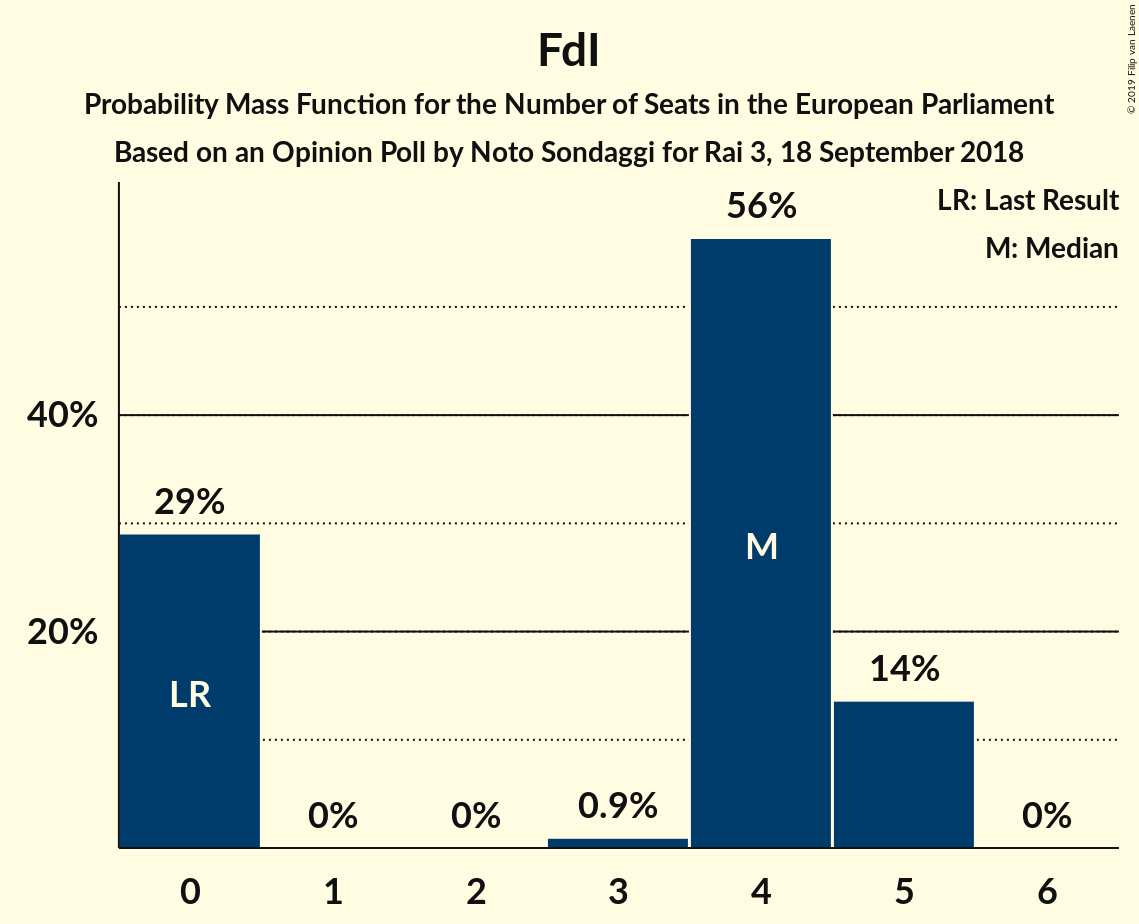 FdI
Probability Mass Function for the Number of Seats in the European Parliament
Based on an Opinion Poll by Noto Sondaggi for Rai 3, 18 September 2018
© 2019 Filip van Laenen
LR: Last Result
M: Median
56%
40%
29%
M
20%
14%
LR
0.9%
0%
0%
0%
0
1
2
3
4
5
6